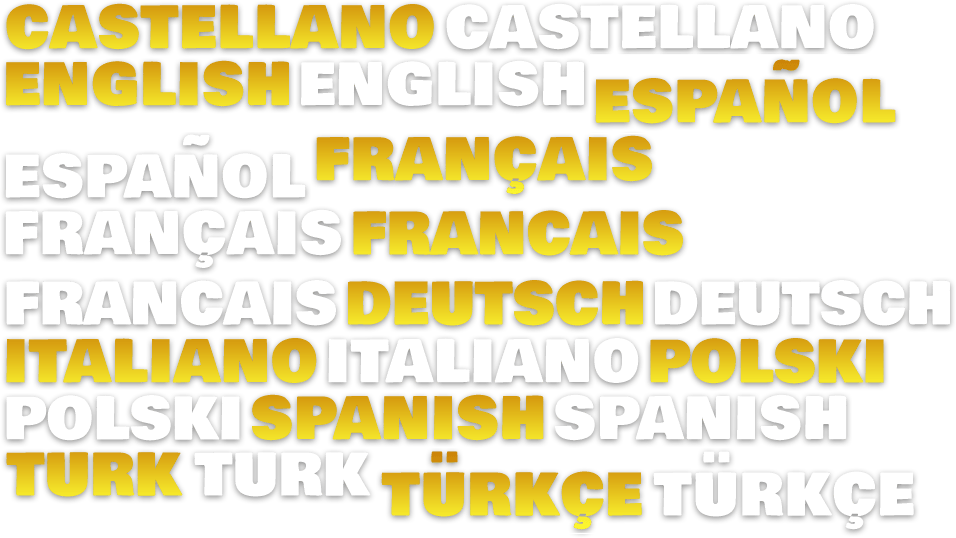 CASTELLANO CASTELLANO
ENGLISH ENGLISH ESPAÑOL
ESPAÑOL FRANÇAIS
FRANÇAIS FRANCAIS
FRANCAIS DEUTSCH DEUTSCH
ITALIANO ITALIANO POLSKI
POLSKI SPANISH SPANISH
TURK TURK TÜRKÇE TÜRKÇE